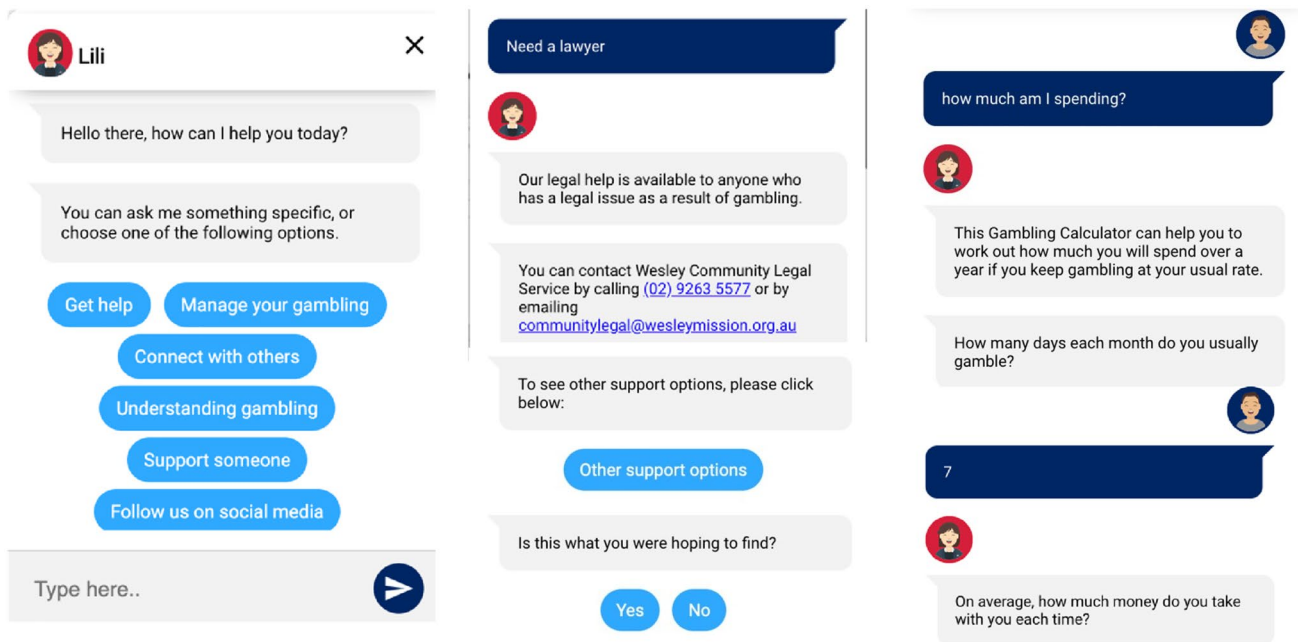 Lili
Hello there, how can I help you today?
You can ask me something specific, or
choose one of the following options.
Get help
Manage your gambling
Connect with others
Understanding gambling
Support someone
Follow us on social media
Type here..
Need a lawyer
Our legal help is available to anyone who
has a legal issue as a result of gambling.
You can contact Wesley Community Legal
Service by calling (02) 9263 5577 or by
emailing
communitylegal@wesleymission.org.au
To see other support options, please click
below:
Other support options
Is this what you were hoping to find?
Yes
No
how much am I spending?
This Gambling Calculator can help you to
work out how much you will spend over a
year if you keep gambling at your usual rate.
How many days each month do you usually
gamble?
7
On average, how much money do you take
with you each time?